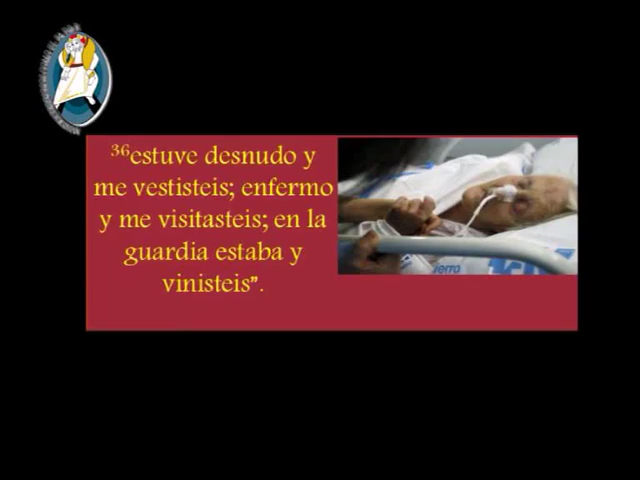 ³⁶estuve desnudo y
me vestisteis; enfermo
y me visitasteis; en la
guardia estaba y
vinisteis”.